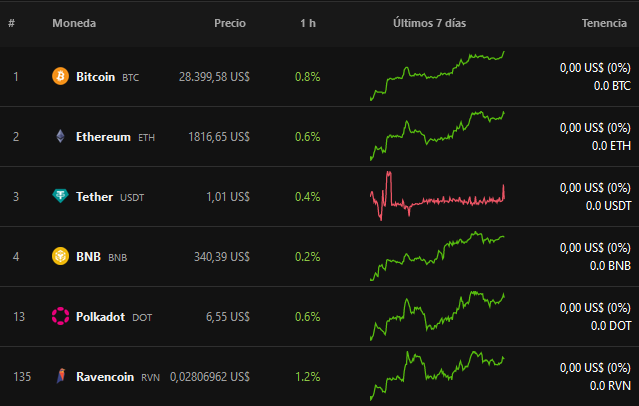 # Moneda Precio 1 h Últimos 7 días Tenencia
1 Bitcoin BTC 28.399,58 US$ 0.8% 0,00 US$ (0%)
0.0 BTC
2 Ethereum ETH 1816,65 US$ 0.6% 0,00 US$ (0%)
0.0 ETH
3 Tether USDT 1,01 US$ 0.4% 0,00 US$ (0%)
0.0 USDT
4 BNB BNB 340,39 US$ 0.2% 0,00 US$ (0%)
0.0 BNB
13 Polkadot DOT 6,55 US$ 0.6% 0,00 US$ (0%)
0.0 DOT
135 Ravencoin RVN 0,02806962 US$ 1.2% 0,00 US$ (0%)
0.0 RVN